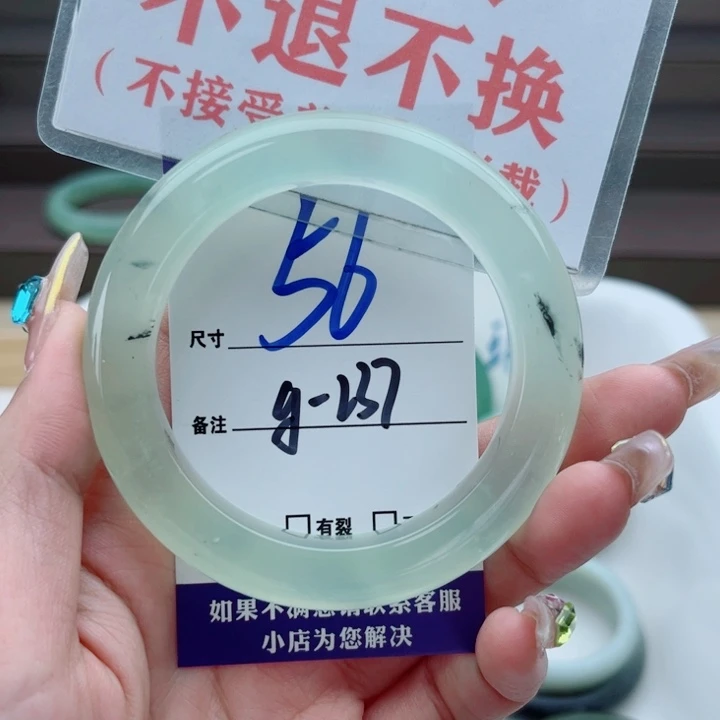 不退不换
（不接受
裁）
尺寸 56
备注 g-137
有裂
如果不满意请联系客服
小店为您解决